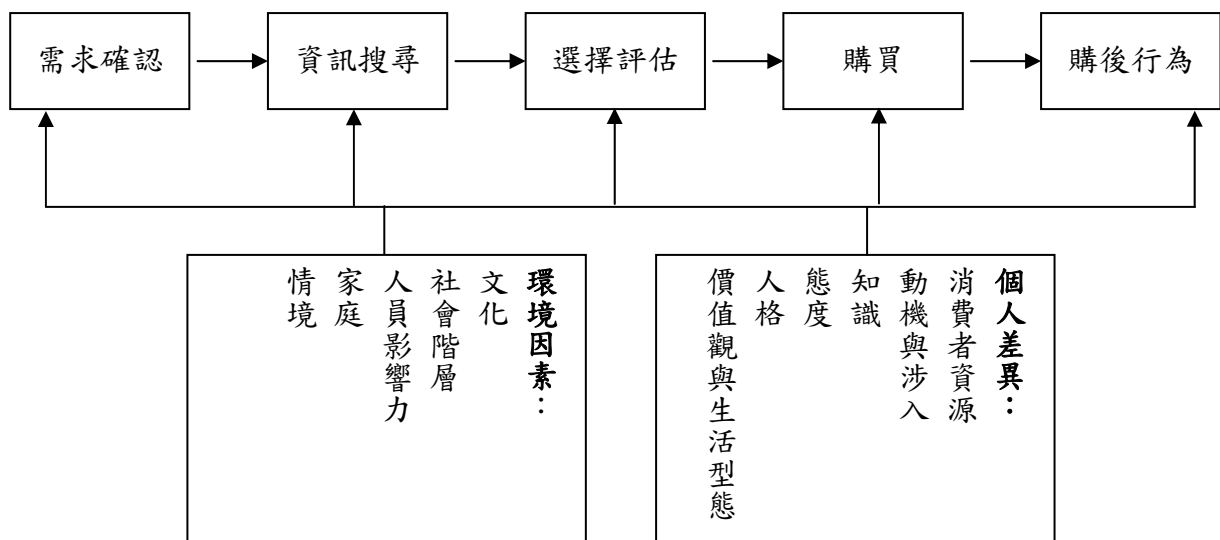 需求確認
資訊搜尋
選擇評估
購買
購後行為
環境因素：
文化
社會階層
人員影響力
家庭
情境
個人差異：
消費者資源
動機與涉入
知識
態度
人格
價值觀與生活型態